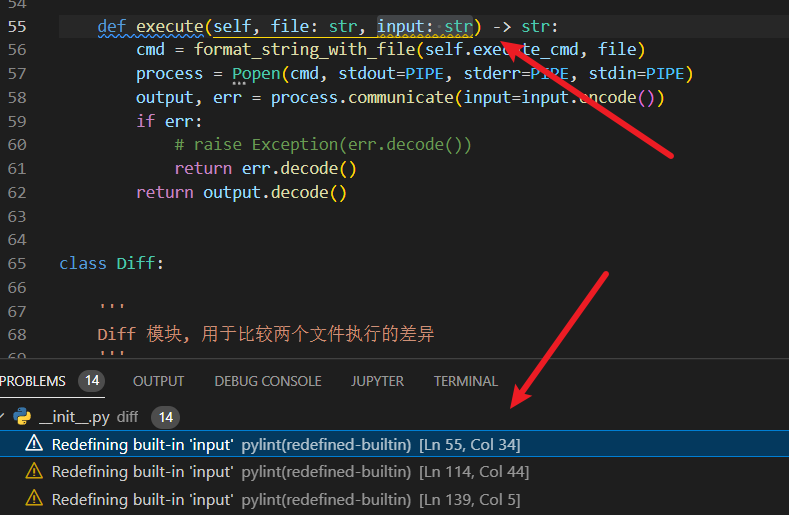 54
55 def execute(self, file: str, input: str) -> str:
56 cmd = format_string_with_file(self.execute_cmd, file)
57 process = Popen(cmd, stdout=PIPE, stderr=PIPE, stdin=PIPE)
58 output, err = process.communicate(input=input.encode())
59 if err:
60 # raise Exception(err.decode())
61 return err.decode()
62 return output.decode()
63
64
65 class Diff:
66
67 '''
68 Diff 模块, 用于比较两个文件执行的差异
69 '''
PROBLEMS 14 OUTPUT DEBUG CONSOLE JUPYTER TERMINAL
__init__.py diff 14
Redefining built-in 'input' pylint(redefined-builtin) [Ln 55, Col 34]
Redefining built-in 'input' pylint(redefined-builtin) [Ln 114, Col 44]
Redefining built-in 'input' pylint(redefined-builtin) [Ln 139, Col 5]